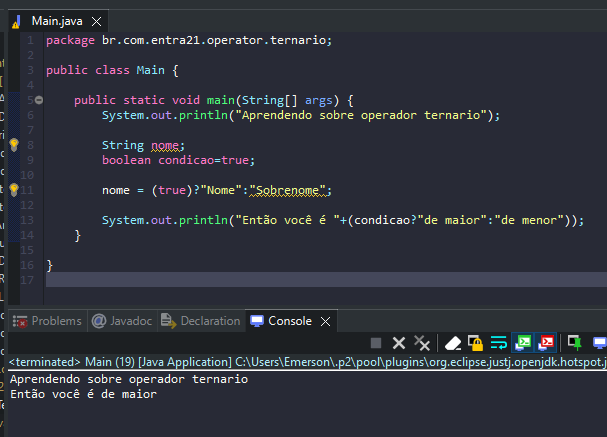 Main.java
1 package br.com.entra21.operator.ternario;
2
3 public class Main {
4
5 public static void main(String[] args) {
6 System.out.println("Aprendendo sobre operador ternario");
7
8 String nome;
9 boolean condicao=true;
10
11 nome = (true)?"Nome":"Sobrenome";
12
13 System.out.println("Então você é "+(condicao?"de maior":"de menor"));
14 }
15
16 }
17
Problems Javadoc Declaration Console
<terminated> Main (19) [Java Application] C:\Users\Emerson\.p2\pool\plugins\org.eclipse.justj.openjdk.hotspot.j
Aprendendo sobre operador ternario
Então você é de maior